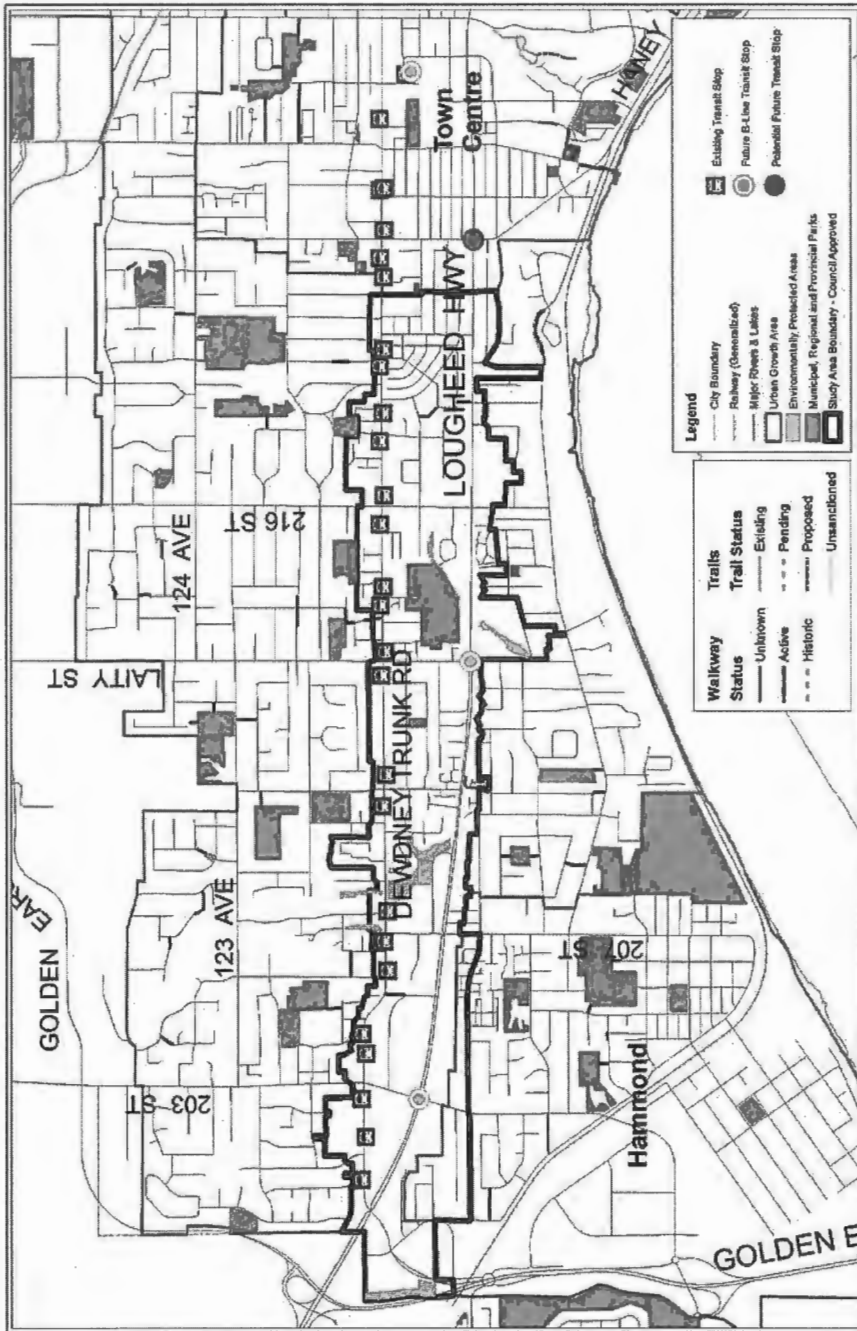 GOLDEN EAR
124 AVE
LAITY ST
216 ST
123 AVE
203 ST
DEWDNEY TRUNK RD
LOUGHEED HWY
Town
Centre
HANEY
207 ST
Hammond
GOLDEN E
Walkway
Status
Unknown
Active
Historic
Trails
Trail Status
Existing
Pending
Proposed
Unsanctioned
Legend
City Boundary
Railway (Generalized)
Major Rivers & Lakes
Urban Growth Area
Environmentally Protected Areas
Municipal, Regional and Provincial Parks
Study Area Boundary - Council Approved
Existing Transit Stop
Future B-Line Transit Stop
Potential Future Transit Stop